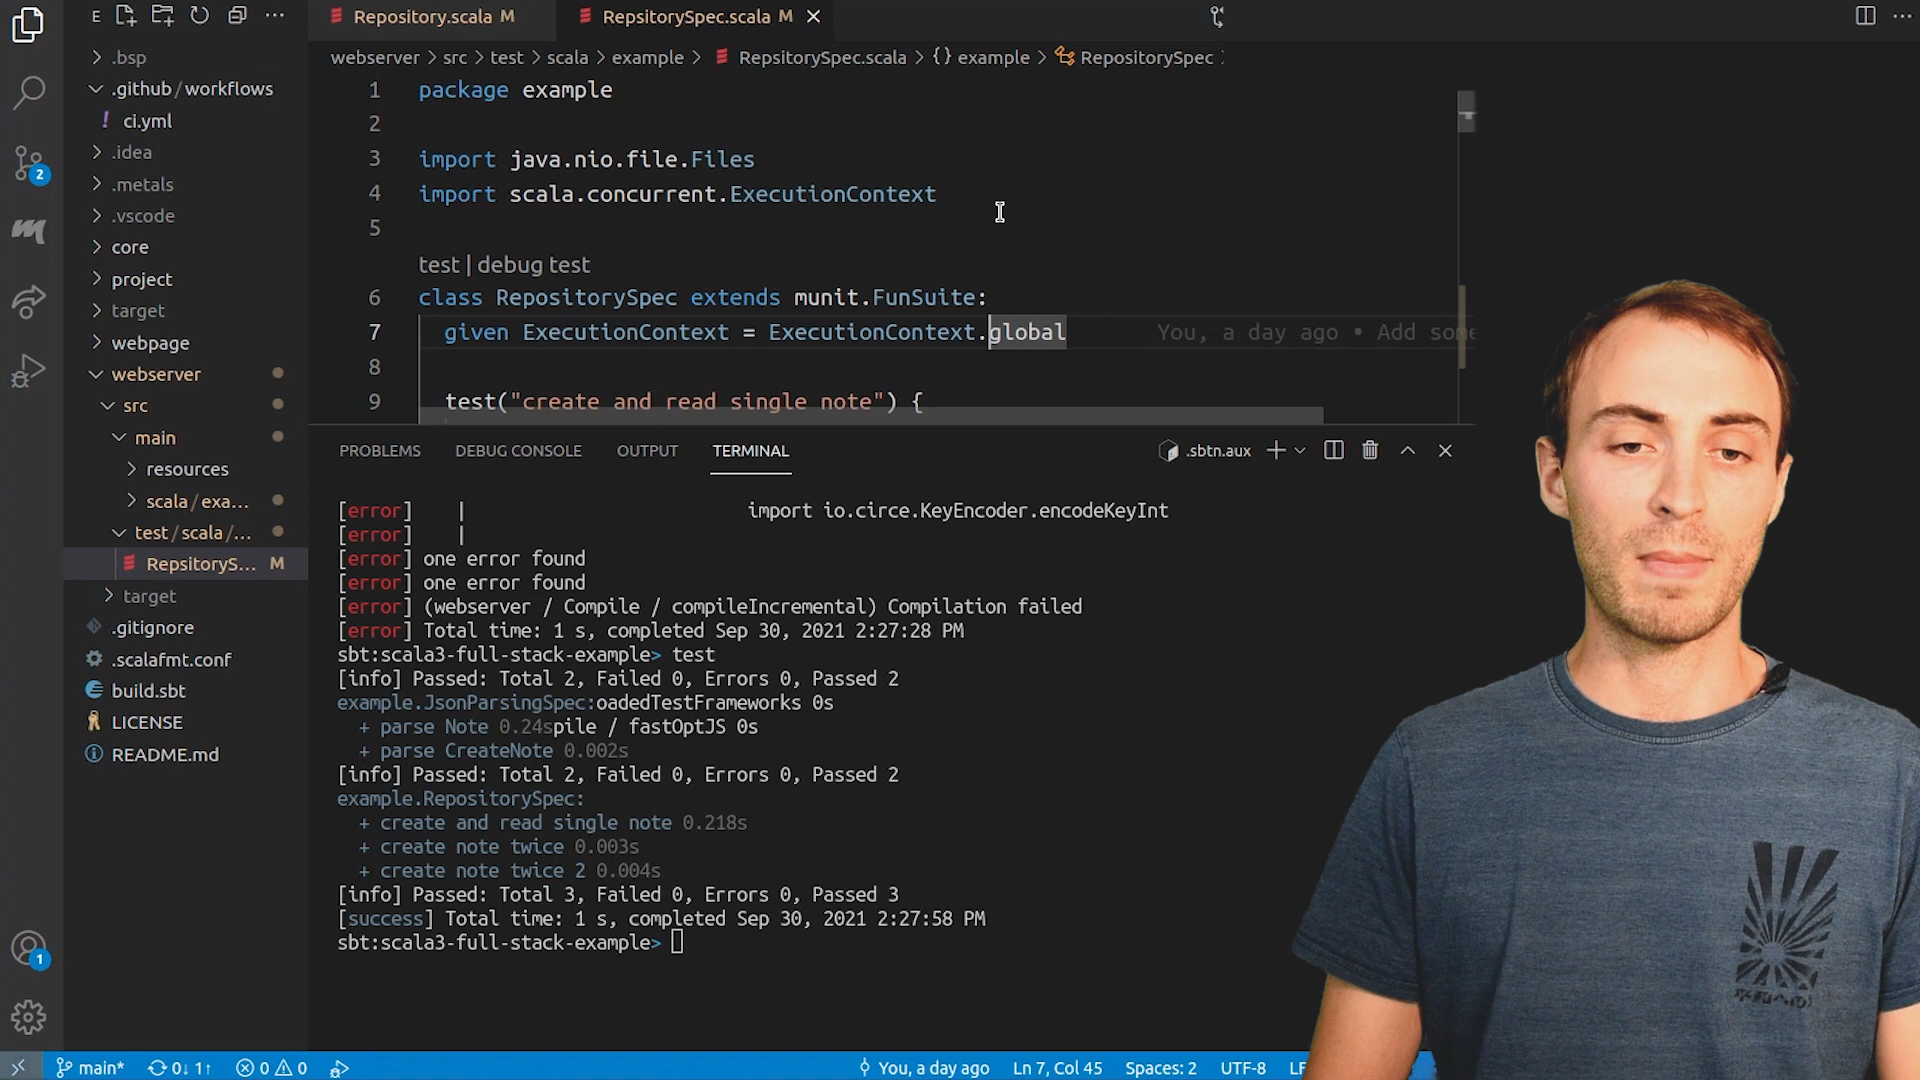 E
Repository.scala M
RepsitorySpec.scala M
webserver > src > test > scala > example > RepsitorySpec.scala > {} example > RepositorySpec
.bsp
.github/workflows
! ci.yml
.idea
.metals
.vscode
core
project
target
webpage
webserver
src
main
resources
scala/exa...
test/scala/...
RepsitoryS... M
target
.gitignore
.scalafmt.conf
build.sbt
LICENSE
README.md
2
1
1 package example
2
3 import java.nio.file.Files
4 import scala.concurrent.ExecutionContext
5
test | debug test
6 class RepositorySpec extends munit.FunSuite:
7 given ExecutionContext = ExecutionContext.global You, a day ago • Add some
8
9 test("create and read single note") {
PROBLEMS DEBUG CONSOLE OUTPUT TERMINAL .sbtn.aux
[error] | import io.circe.KeyEncoder.encodeKeyInt
[error] |
[error] one error found
[error] one error found
[error] (webserver / Compile / compileIncremental) Compilation failed
[error] Total time: 1 s, completed Sep 30, 2021 2:27:28 PM
sbt:scala3-full-stack-example> test
[info] Passed: Total 2, Failed 0, Errors 0, Passed 2
example.JsonParsingSpec:oadedTestFrameworks 0s
+ parse Note 0.24spile / fastOptJS 0s
+ parse CreateNote 0.002s
[info] Passed: Total 2, Failed 0, Errors 0, Passed 2
example.RepositorySpec:
+ create and read single note 0.218s
+ create note twice 0.003s
+ create note twice 2 0.004s
[info] Passed: Total 3, Failed 0, Errors 0, Passed 3
[success] Total time: 1 s, completed Sep 30, 2021 2:27:58 PM
sbt:scala3-full-stack-example>
main* 0↓ 1↑ 0 0 You, a day ago Ln 7, Col 45 Spaces: 2 UTF-8 LF